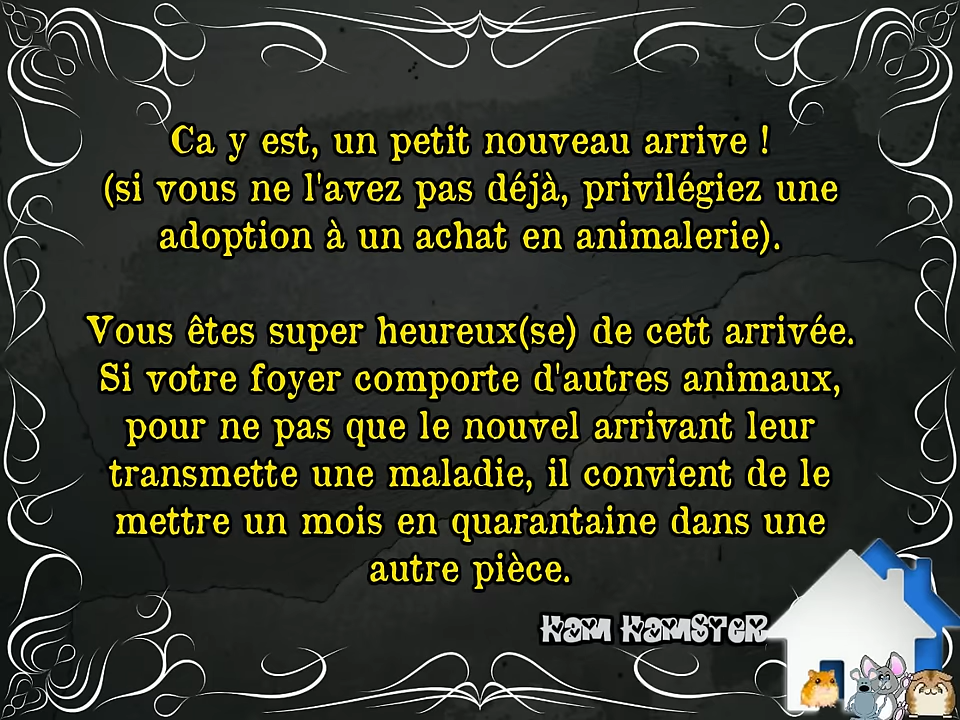 Ca y est, un petit nouveau arrive !
(si vous ne l'avez pas déjà, privilégiez une
adoption à un achat en animalerie).
Vous êtes super heureux(se) de cett arrivée.
Si votre foyer comporte d'autres animaux,
pour ne pas que le nouvel arrivant leur
transmette une maladie, il convient de le
mettre un mois en quarantaine dans une
autre pièce.
HAM HAMSTER